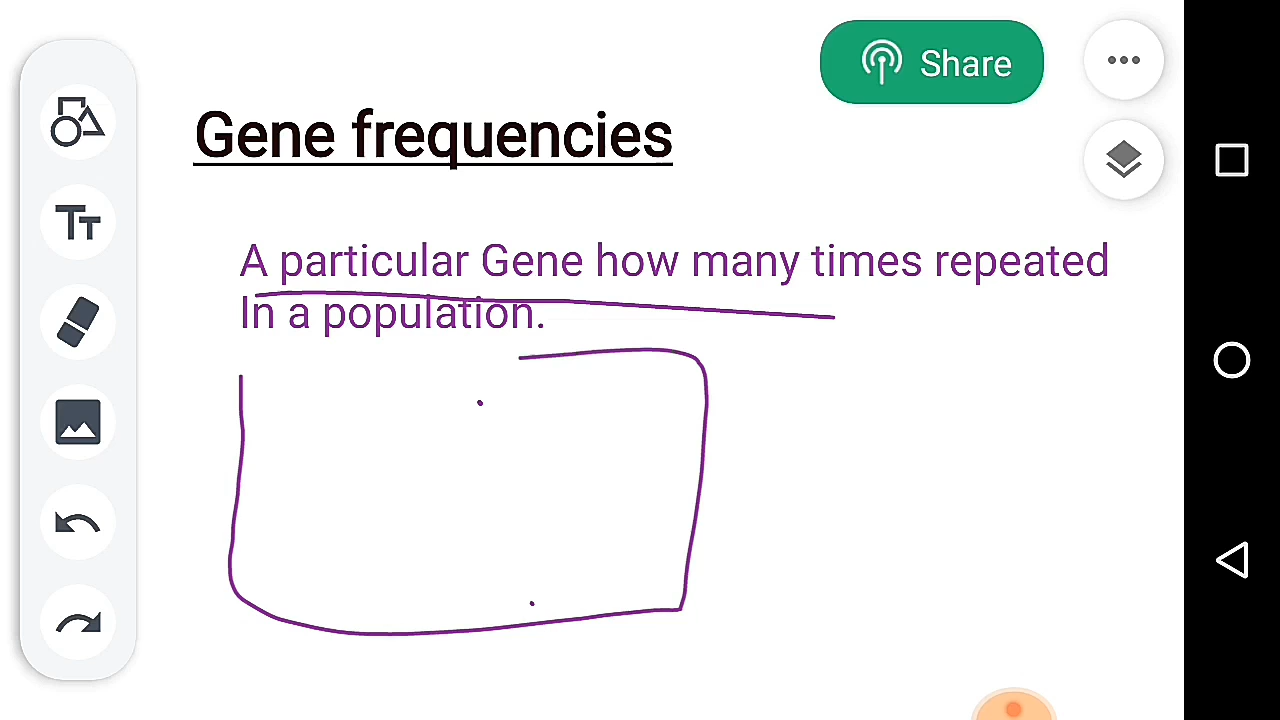 Share
Gene frequencies
A particular Gene how many times repeated
In a population.